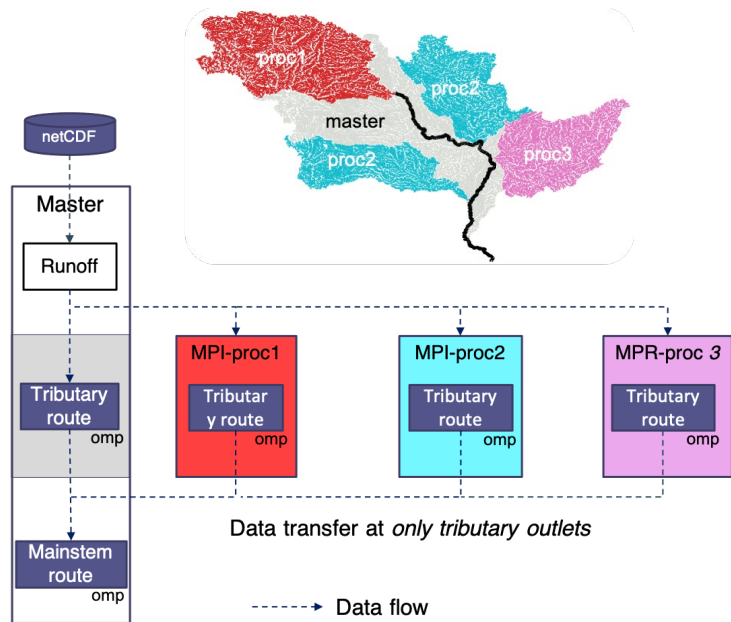 proc1
proc2
master
proc2
proc3
netCDF
Master
Runoff
MPI-proc1
MPI-proc2
MPR-proc 3
Tributary
route
omp
Tributar
y route
omp
Tributary
route
omp
Tributary
route
omp
Data transfer at only tributary outlets
Mainstem
route
omp
Data flow